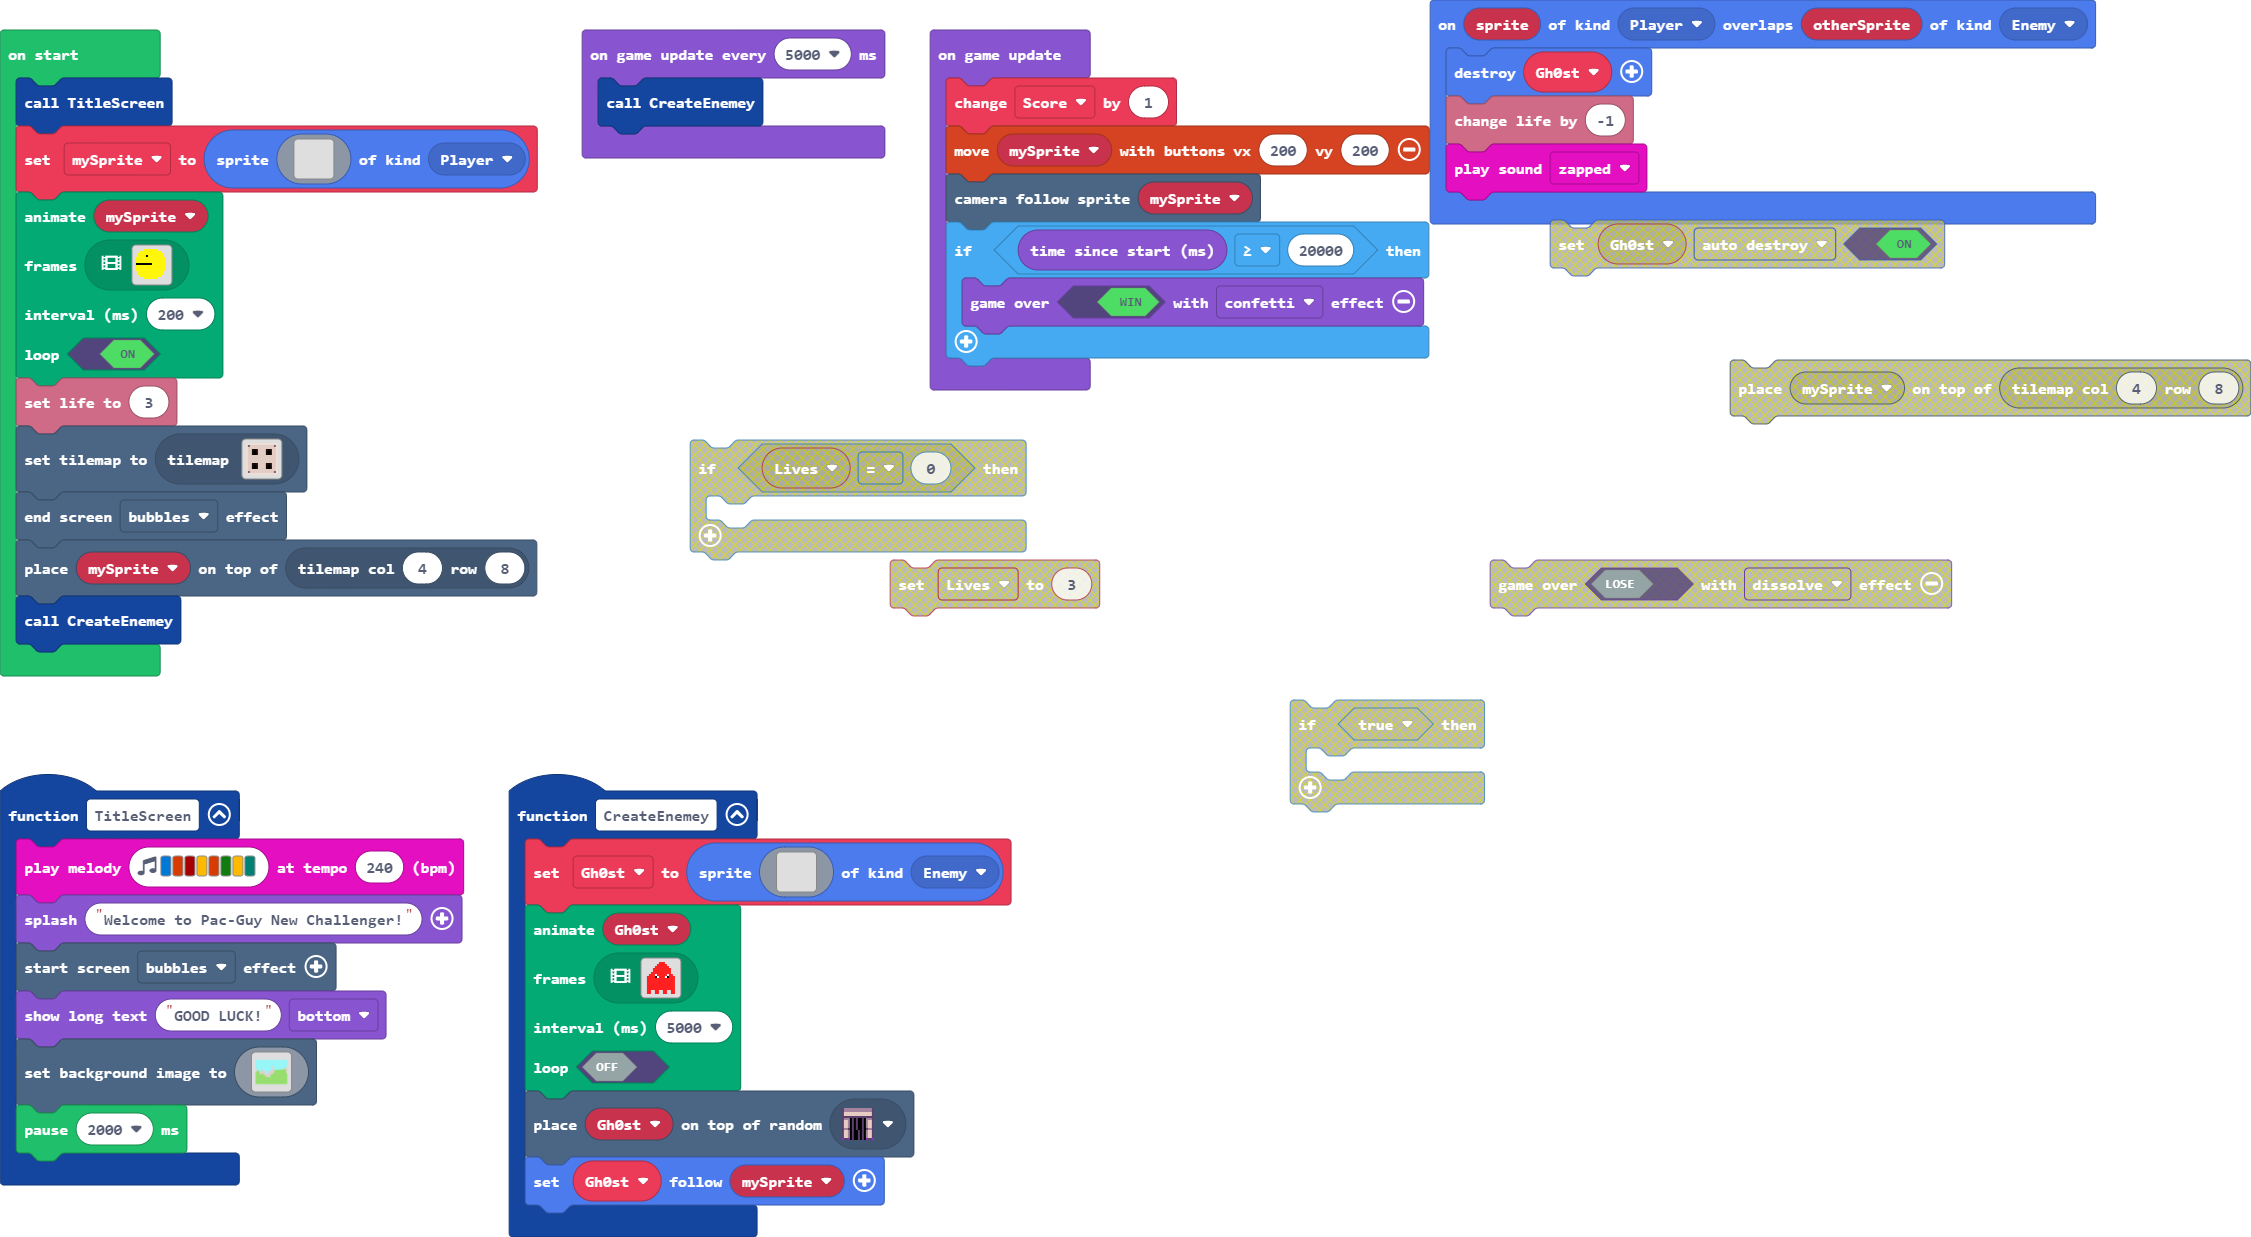 on start
call TitleScreen
set mySprite to sprite of kind Player
animate mySprite
frames
interval (ms) 200
loop ON
set life to 3
set tilemap to tilemap
end screen bubbles effect
place mySprite on top of tilemap col 4 row 8
call CreateEnemey
on game update every 5000 ms
call CreateEnemey
on game update
change Score by 1
move mySprite with buttons vx 200 vy 200
camera follow sprite mySprite
if time since start (ms) ≥ 20000 then
game over WIN with confetti effect
on sprite of kind Player overlaps otherSprite of kind Enemy
destroy Gh0st
change life by -1
play sound zapped
set Gh0st auto destroy ON
place mySprite on top of tilemap col 4 row 8
if Lives = 0 then
set Lives to 3
game over LOSE with dissolve effect
if true then
function TitleScreen
play melody at tempo 240 (bpm)
splash "Welcome to Pac-Guy New Challenger!"
start screen bubbles effect
show long text "GOOD LUCK!" bottom
set background image to
pause 2000 ms
function CreateEnemey
set Gh0st to sprite of kind Enemy
animate Gh0st
frames
interval (ms) 5000
loop OFF
place Gh0st on top of random
set Gh0st follow mySprite